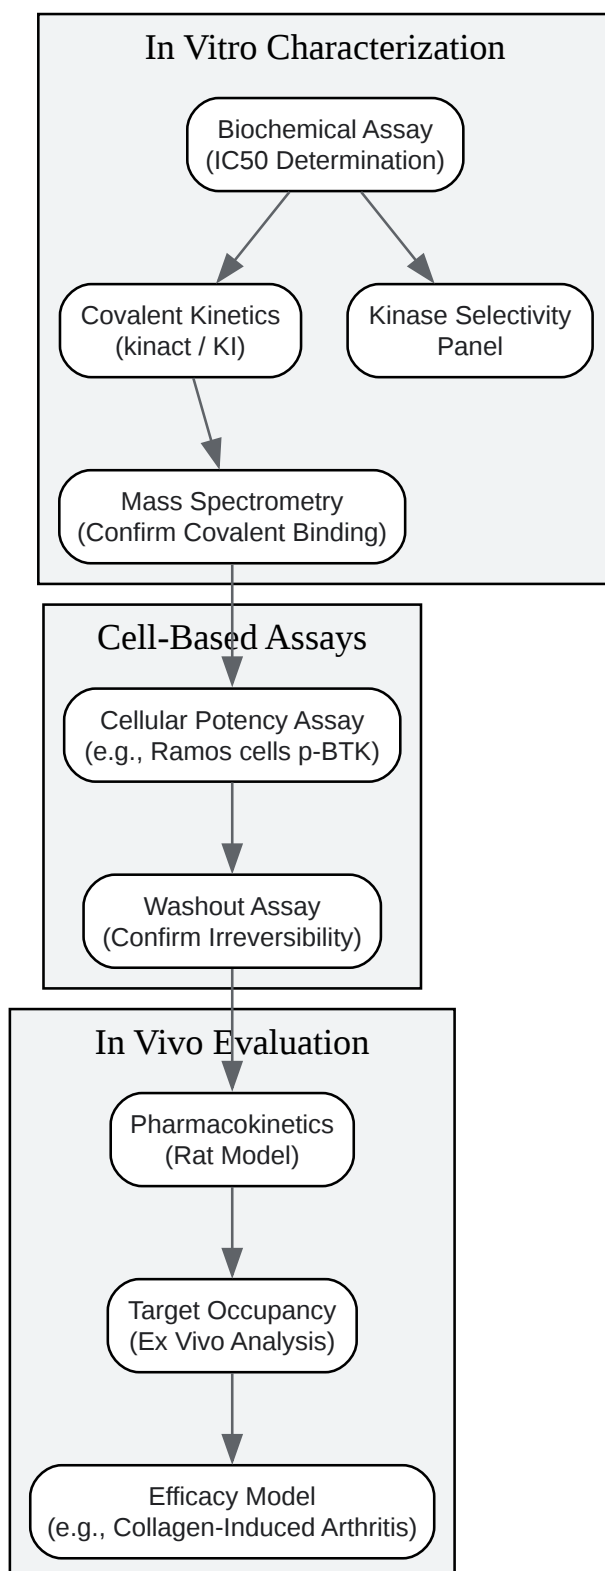 In Vitro Characterization
Biochemical Assay
(IC50 Determination)
Covalent Kinetics
(kinact / KI)
Kinase Selectivity
Panel
Mass Spectrometry
(Confirm Covalent Binding)
Cell-Based Assays
Cellular Potency Assay
(e.g., Ramos cells p-BTK)
Washout Assay
(Confirm Irreversibility)
In Vivo Evaluation
Pharmacokinetics
(Rat Model)
Target Occupancy
(Ex Vivo Analysis)
Efficacy Model
(e.g., Collagen-Induced Arthritis)